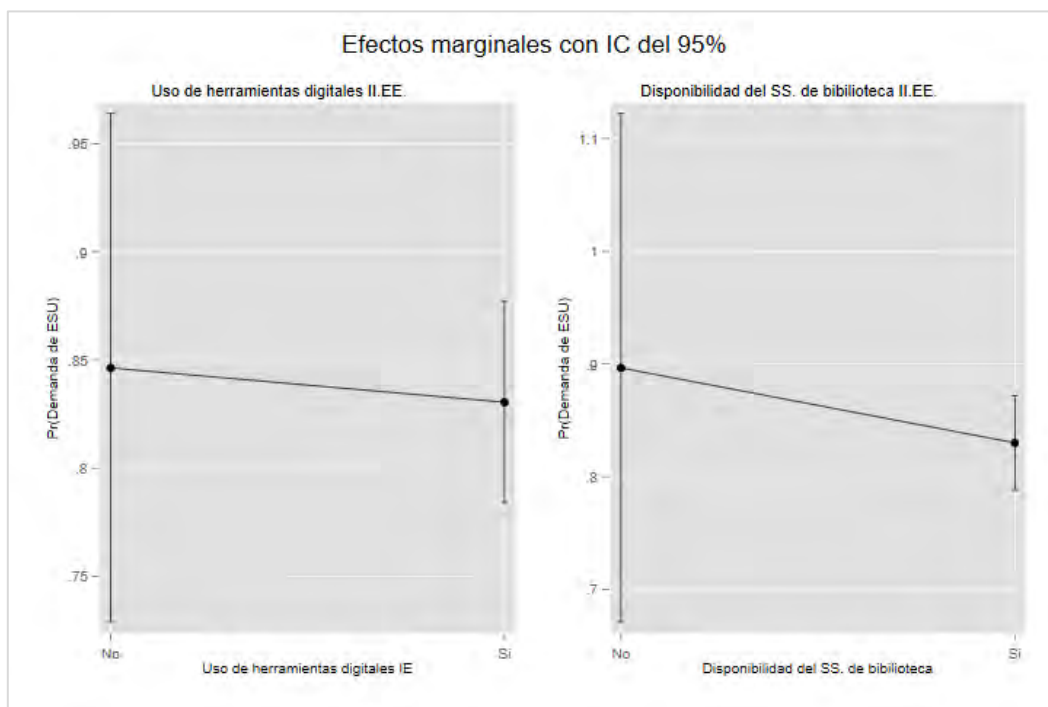 Efectos marginales con IC del 95%
Uso de herramientas digitales II.EE.
Pr(Demanda de ESU)
.95
.9
.85
.8
.75
No
Sí
Uso de herramientas digitales IE
Disponibilidad del SS. de bibilioteca II.EE.
Pr(Demanda de ESU)
1.1
1
.9
.8
.7
No
Sí
Disponibilidad del SS. de bibilioteca